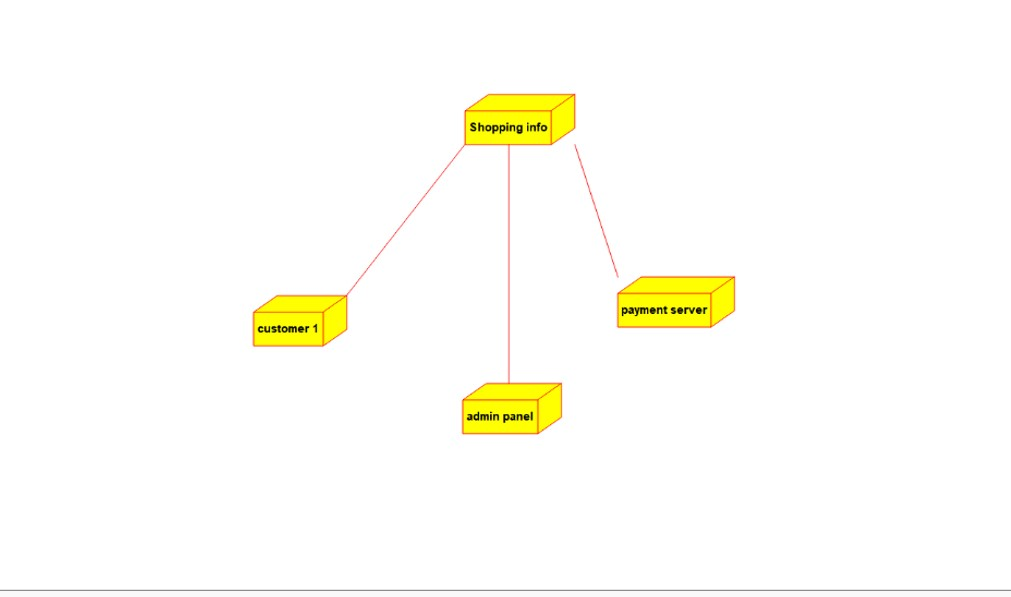 Shopping info
customer 1
payment server
admin panel